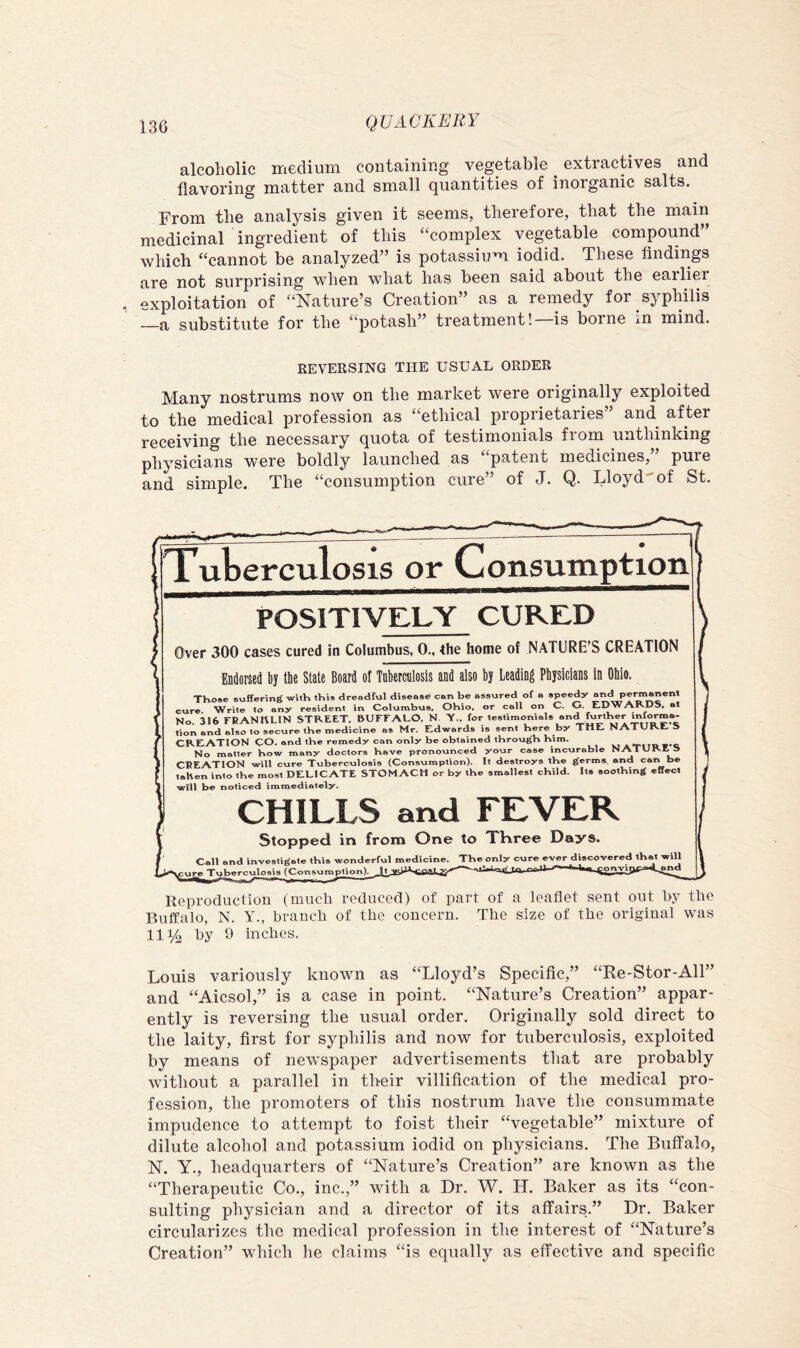 136
QUACKERY
alcoholic medium containing vegetable extractives and
flavoring matter and small quantities of inorganic salts.
From the analysis given it seems, therefore, that the main
medicinal ingredient of this “complex vegetable compound”
which “cannot be analyzed” is potassium iodid. These findings
are not surprising when what has been said about the earlier
exploitation of “Nature’s Creation” as a remedy for syphilis
—a substitute for the “potash” treatment!—is borne in mind.
REVERSING THE USUAL ORDER
Many nostrums now on the market were originally exploited
to the medical profession as “ethical proprietaries” and after
receiving the necessary quota of testimonials from unthinking
physicians were boldly launched as “patent medicines,” pure
and simple. The “consumption cure” of J. Q. Lloyd of St.
Tuberculosis or Consumption
POSITIVELY CURED
Over 300 cases cured in Columbus, O., the home of NATURE'S CREATION
Endorsed by the State Board of Tuberculosis and also by Leading Physicians in Ohio.
Those suffering with this dreadful disease can be assured of a speedy and permanent
cure. Write to any resident in Columbus, Ohio, or call on C. G. EDWARDS, at
No. 316 FRANKLIN STREET, BUFFALO, N. Y., for testimonials and further informa-
tion and also to secure the medicine as Mr. Edwards is sent here by THE NATURE'S
CREATION CO. and the remedy can only be obtained through him.
No matter how many doctors have pronounced your case incurable NATURE'S
CREATION will cure Tuberculosis (Consumption). It destroys the germs and can be
taken into the most DELICATE STOMACH or by the smallest child. Its soothing effect
will be noticed immediately.
CHILLS and FEVER
Stopped in from One to Three Days.
Call and investigate this wonderful medicine. The only cure ever discovered that will
cure Tuberculosis (Consumption). It will cost and
Reproduction (much reduced) of part of a leaflet sent out by the
Buffalo, N. Y., branch of the concern. The size of the original was
11½ by 9 inches.
Louis variously known as “Lloyd’s Specific,” “Re-Stor-All”
and “Aicsol,” is a case in point. “Nature’s Creation” appar-
ently is reversing the usual order. Originally sold direct to
the laity, first for syphilis and now for tuberculosis, exploited
by means of newspaper advertisements that are probably
without a parallel in their villification of the medical pro-
fession, the promoters of this nostrum have the consummate
impudence to attempt to foist their “vegetable” mixture of
dilute alcohol and potassium iodid on physicians. The Buffalo,
N. Y., headquarters of “Nature’s Creation” are known as the
“Therapeutic Co., inc.,” with a Dr. W. H. Baker as its “con-
sulting physician and a director of its affairs.” Dr. Baker
circularizes the medical profession in the interest of “Nature’s
Creation” which he claims “is equally as effective and specific